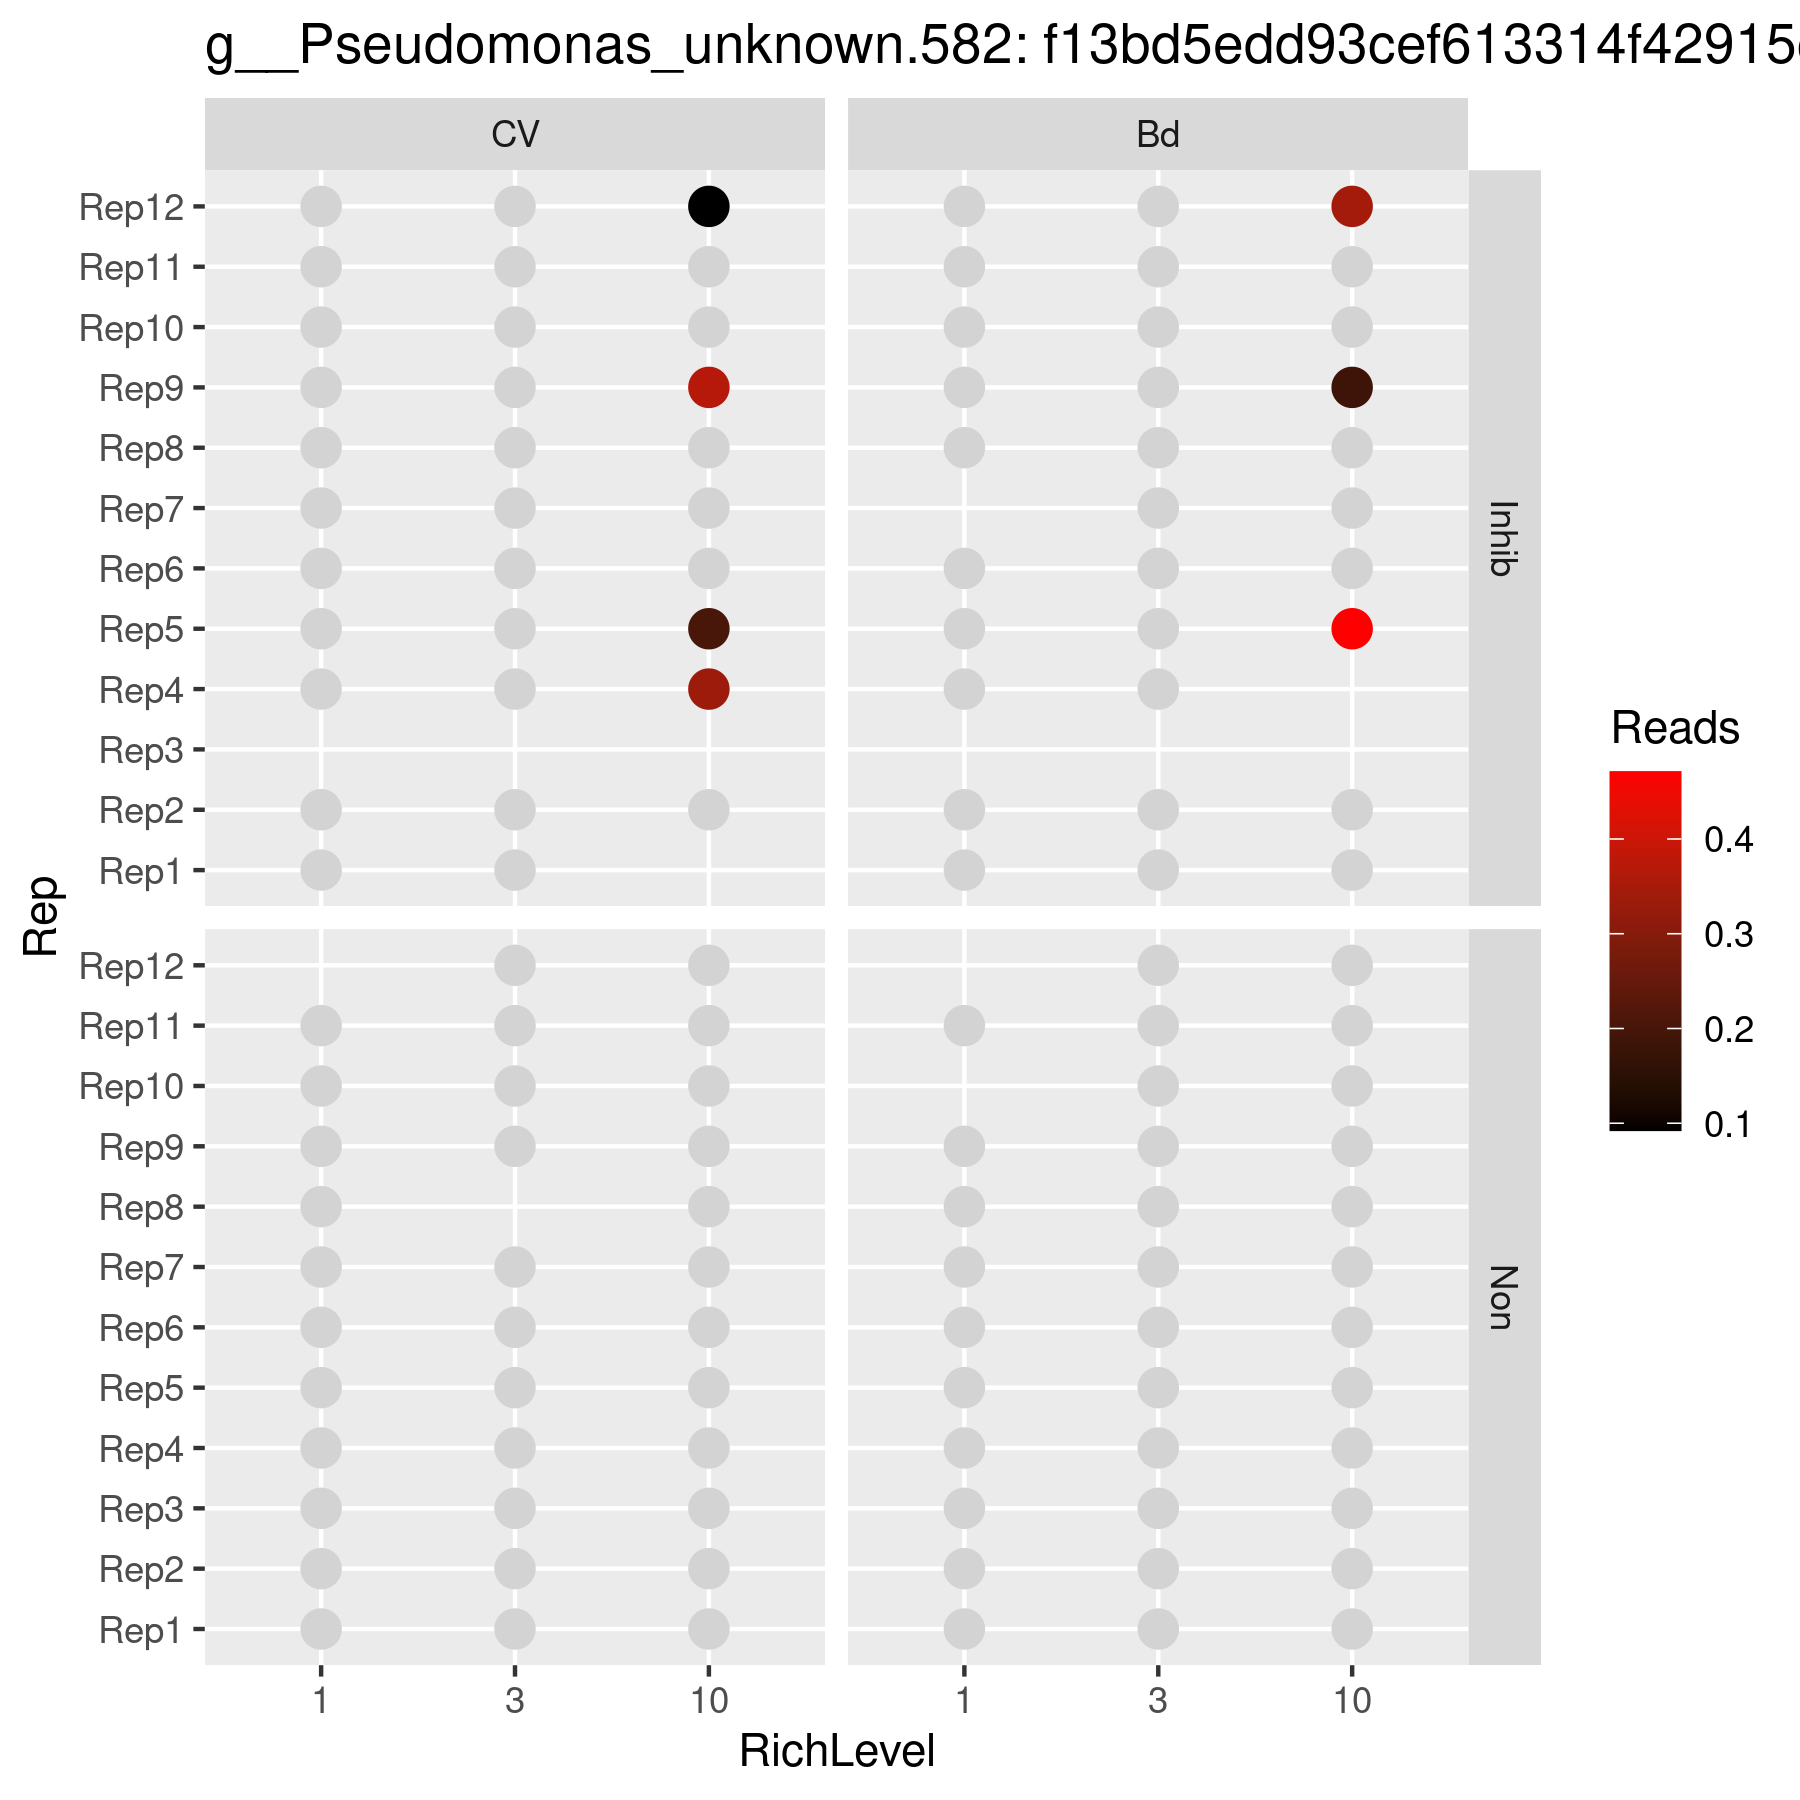 g__Pseudomonas_unknown.582: f13bd5edd93cef613314f42915
CV
Bd
Rep12
Rep11
Rep10
Rep9
Rep8
Rep7
Rep6
Rep5
Rep4
Rep3
Rep2
Rep1
Inhib
Rep12
Rep11
Rep10
Rep9
Rep8
Rep7
Rep6
Rep5
Rep4
Rep3
Rep2
Rep1
Non
Rep
1 3 10
1 3 10
RichLevel
Reads
0.4
0.3
0.2
0.1